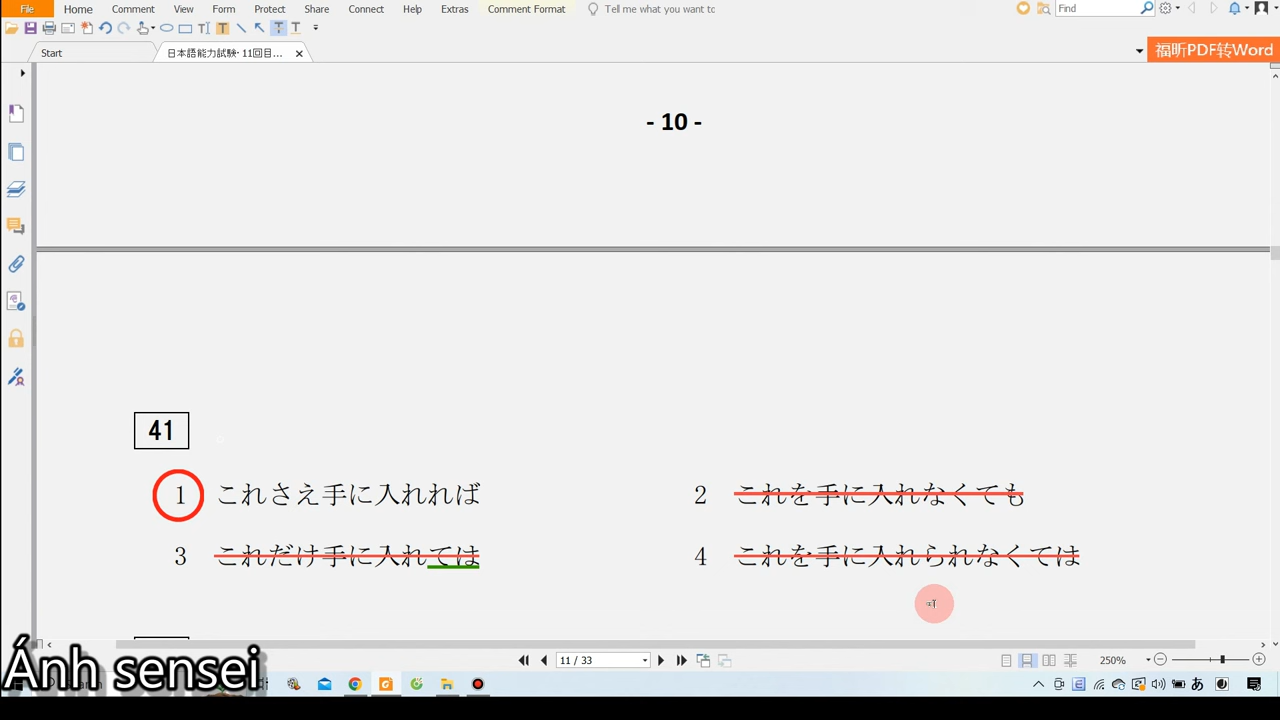 File Home Comment View Form Protect Share Connect Help Extras Comment Format Tell me what you want to Find
Start 日本語能力試験・11回目... 福昕PDF转Word
- 10 -
41
1 これさえ手に入れれば 2 これを手に入れなくても
3 これだけ手に入れては 4 これを手に入れられなくては
11 / 33 250%
Ánh sensei